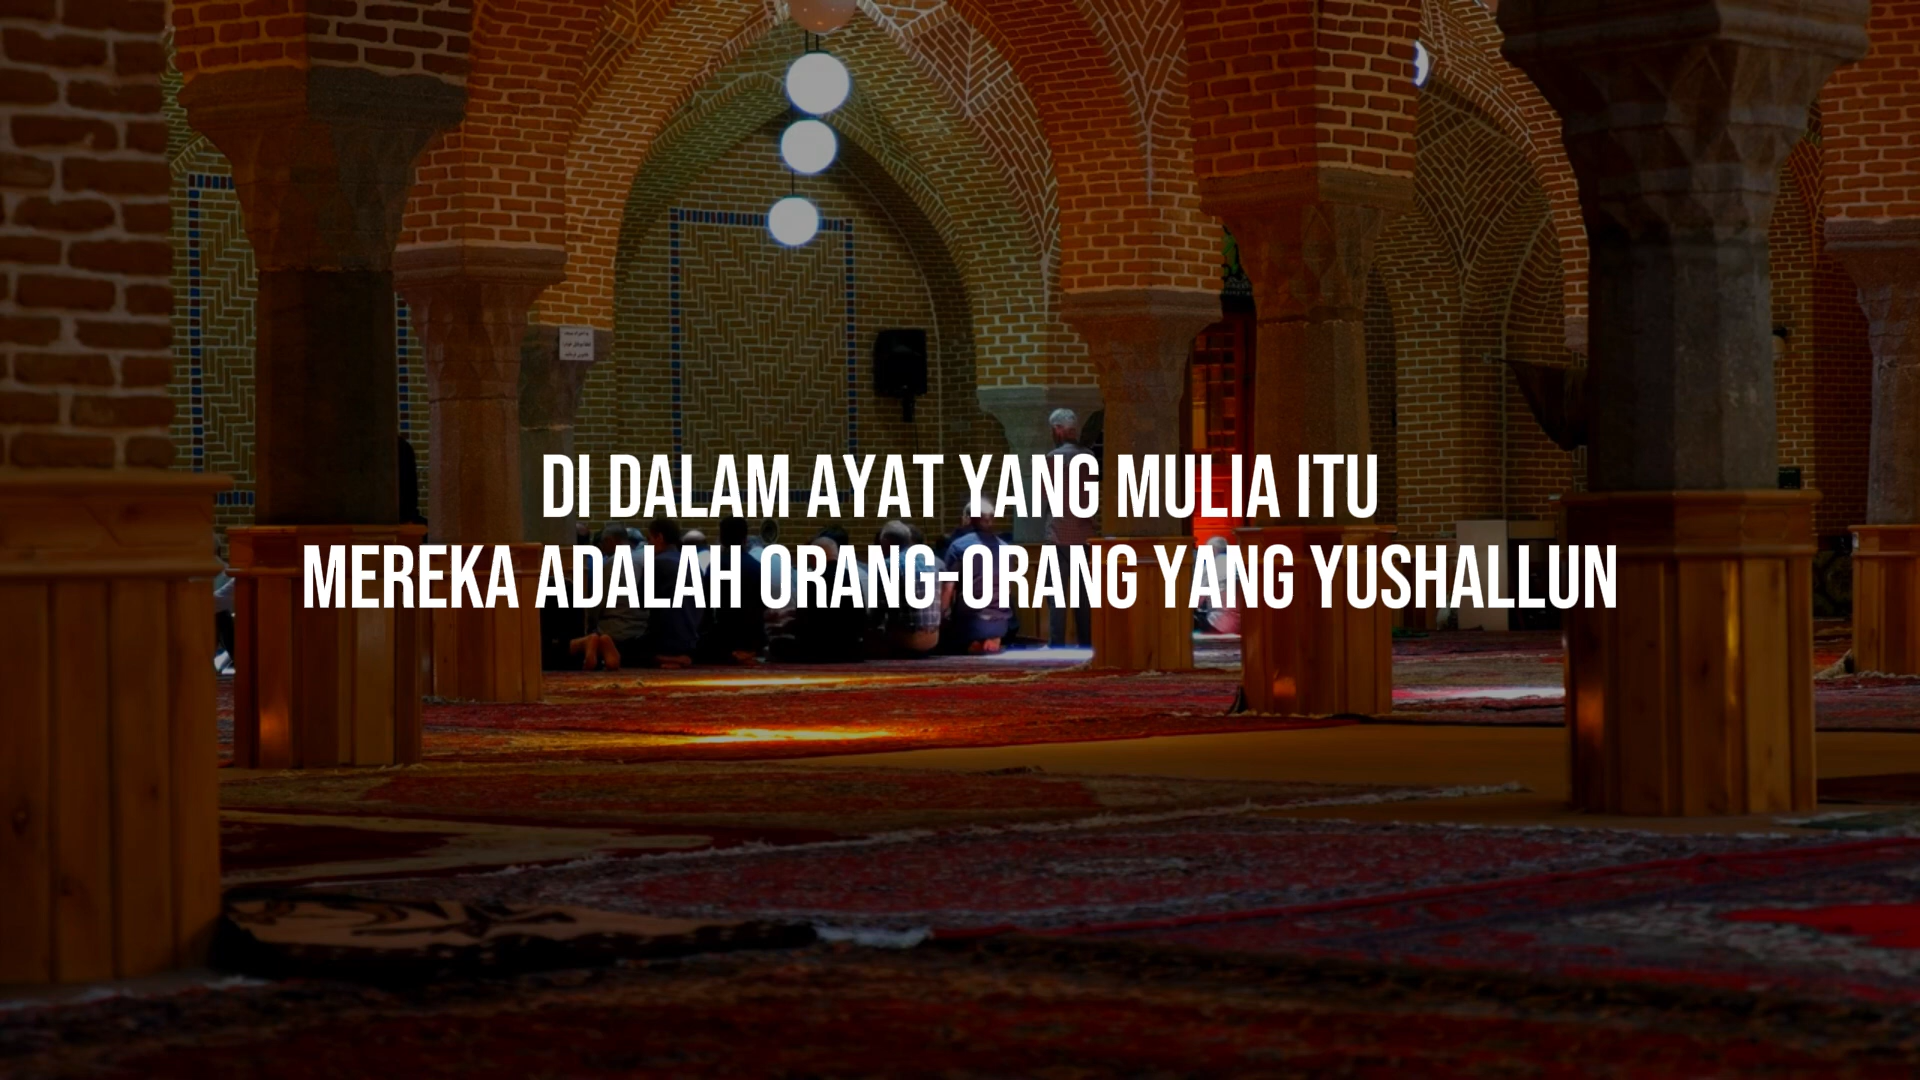 DI DALAM AYAT YANG MULIA ITU
MEREKA ADALAH ORANG-ORANG YANG YUSHALLUN